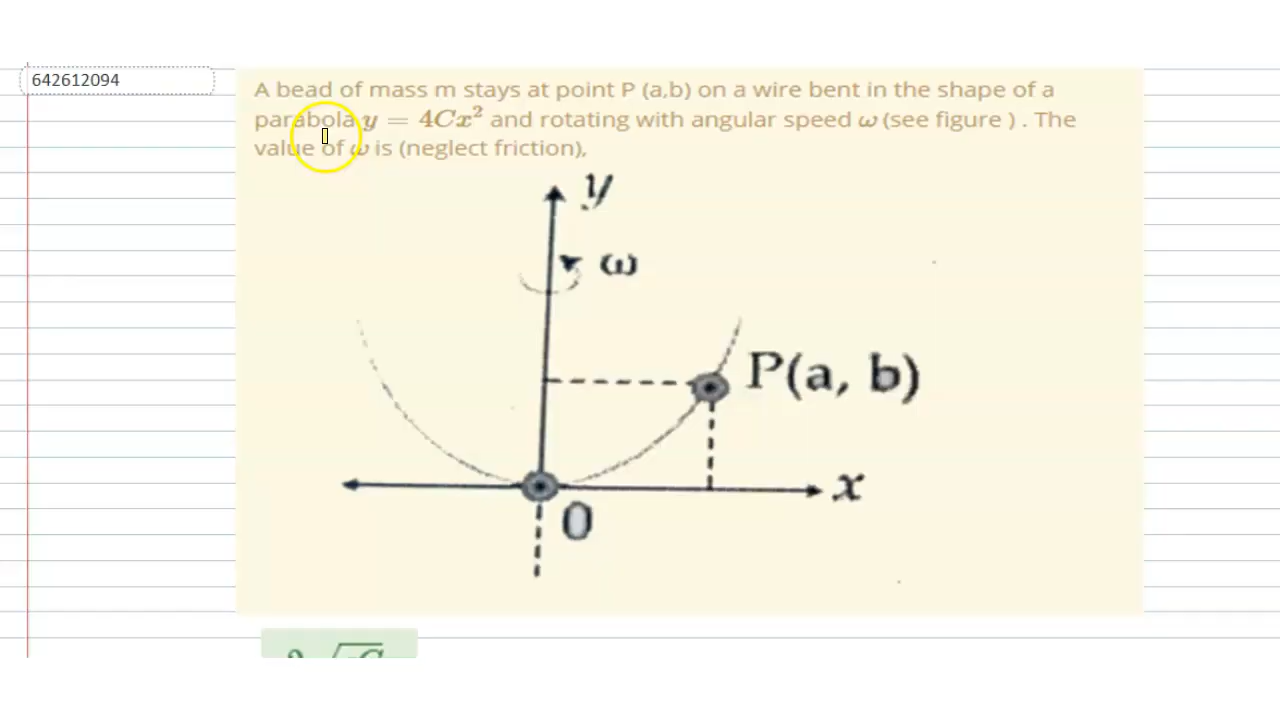 642612094
A bead of mass m stays at point P (a,b) on a wire bent in the shape of a
parabola y = 4Cx² and rotating with angular speed ω (see figure ) . The
value of ω is (neglect friction),
y
ω
P(a, b)
x
0